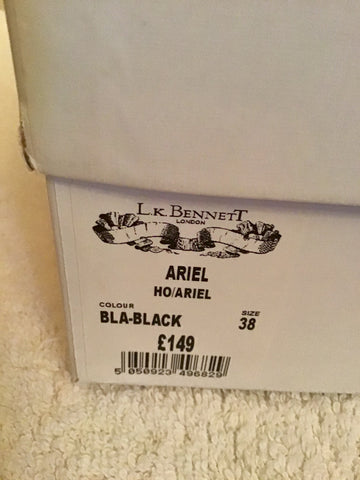 L.K. BENNETT
LONDON
ARIEL
HO/ARIEL
COLOUR
SIZE
BLA-BLACK
38
£149
5 050923 496829